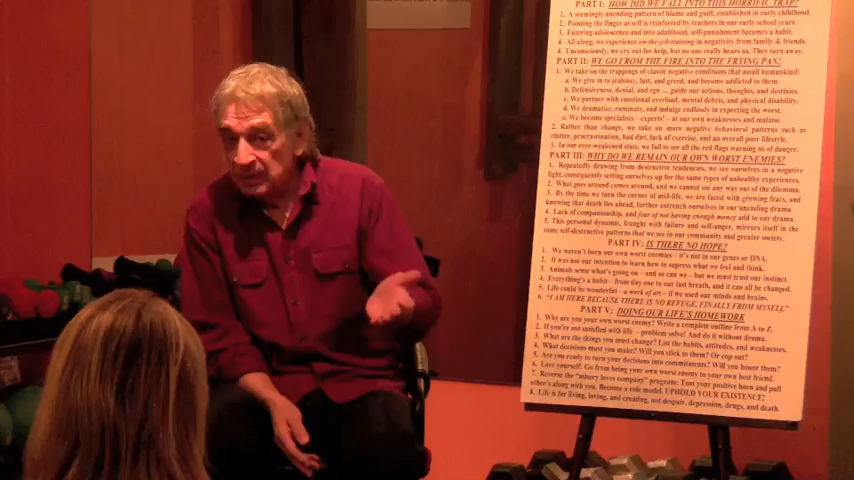 PART I: HOW DID WE FALL INTO THIS HORRIFIC TRAP?
1. A seemingly unending pattern of blame and guilt, established in early childhood.
2. Pointing the finger at self is reinforced by teachers in our early school years.
3. Entering adolescence and into adulthood, self-punishment becomes a habit.
4. All along, we experience on-the-job-training in negativity from family & friends.
5. Unconsciously, we cry out for help, but no one really hears us. They turn away.
PART II: WE GO FROM THE FIRE INTO THE FRYING PAN!
1. We take on the trappings of classic negative conditions that assail humankind:
a. We give in to jealousy, lust, and greed, and become addicted to them.
b. Defensiveness, denial, and ego ... guide our actions, thoughts, and destinies.
c. We partner with emotional overload, mental debris, and physical disability.
d. We dramatize, ruminate, and indulge endlessly in expecting the worst.
e. We become specialists - experts! - at our own weaknesses and malaise.
2. Rather than change, we take on more negative behavioral patterns such as
clutter, procrastination, bad diet, lack of exercise, and an overall poor lifestyle.
3. In our ever-weakened state, we fail to see all the red flags warning us of danger.
PART III: WHY DO WE REMAIN OUR OWN WORST ENEMIES?
1. Repeatedly drawing from destructive tendencies, we see ourselves in a negative
light, consequently setting ourselves up for the same types of unhealthy experiences.
2. What goes around comes around, and we cannot see any way out of the dilemma.
3. By the time we turn the corner of mid-life, we are faced with growing fears, and
knowing that death lies ahead, further entrench ourselves in our unending drama.
4. Lack of companionship, and fear of not having enough money add to our drama.
5. This personal dynamic, fraught with failure and self-anger, mirrors itself in the
same self-destructive patterns that we see in our community and greater society.
PART IV: IS THERE NO HOPE?
1. We weren't born our own worst enemies - it's not in our genes or DNA.
2. It was not our intention to learn how to supress what we feel and think.
3. Animals sense what's going on - and so can we - but we must trust our instinct.
4. Everything's a habit - from day one to our last breath, and it can all be changed.
5. Life could be wonderful - a work of art - if we used our minds and brains.
6. "I AM HERE BECAUSE THERE IS NO REFUGE, FINALLY FROM MYSELF."
PART V: DOING OUR LIFE'S HOMEWORK
1. Why are you your own worst enemy? Write a complete outline from A to Z.
2. If you're not satisfied with life - problem solve! And do it without drama.
3. What are the things you must change? List the habits, attitudes, and weaknesses.
4. What decisions must you make? Will you stick to them? Or cop out?
5. Are you ready to turn your decisions into commitments? Will you honor them?
6. Love yourself: Go from being your own worst enemy to your own best friend.
7. Reverse the "misery loves company" program: Toot your positive horn and pull
other's along with you. Become a role model. UPHOLD YOUR EXISTENCE!
8. Life is for living, loving, and creating, not despair, depression, drugs, and death.